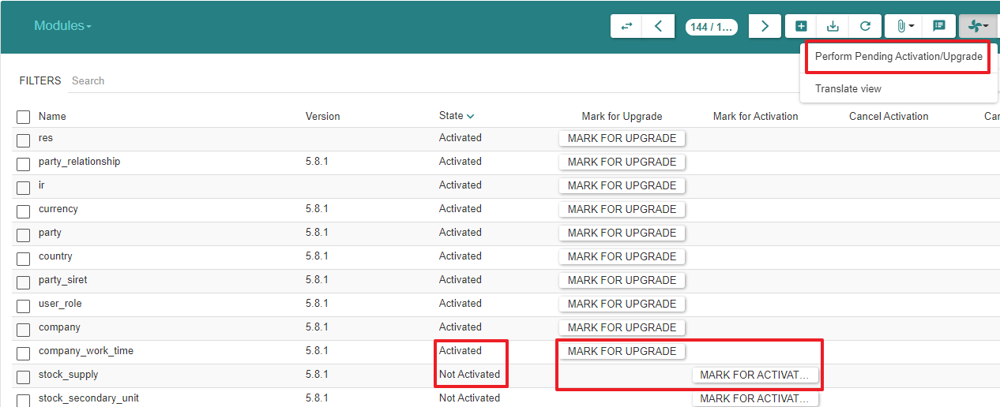 Modules
144 / 1...
Perform Pending Activation/Upgrade
Translate view
FILTERS Search
Name Version State Mark for Upgrade Mark for Activation Cancel Activation Car
res Activated MARK FOR UPGRADE
party_relationship 5.8.1 Activated MARK FOR UPGRADE
ir Activated MARK FOR UPGRADE
currency 5.8.1 Activated MARK FOR UPGRADE
party 5.8.1 Activated MARK FOR UPGRADE
country 5.8.1 Activated MARK FOR UPGRADE
party_siret 5.8.1 Activated MARK FOR UPGRADE
user_role 5.8.1 Activated MARK FOR UPGRADE
company 5.8.1 Activated MARK FOR UPGRADE
company_work_time 5.8.1 Activated MARK FOR UPGRADE
stock_supply 5.8.1 Not Activated MARK FOR ACTIVAT...
stock_secondary_unit 5.8.1 Not Activated MARK FOR ACTIVAT...